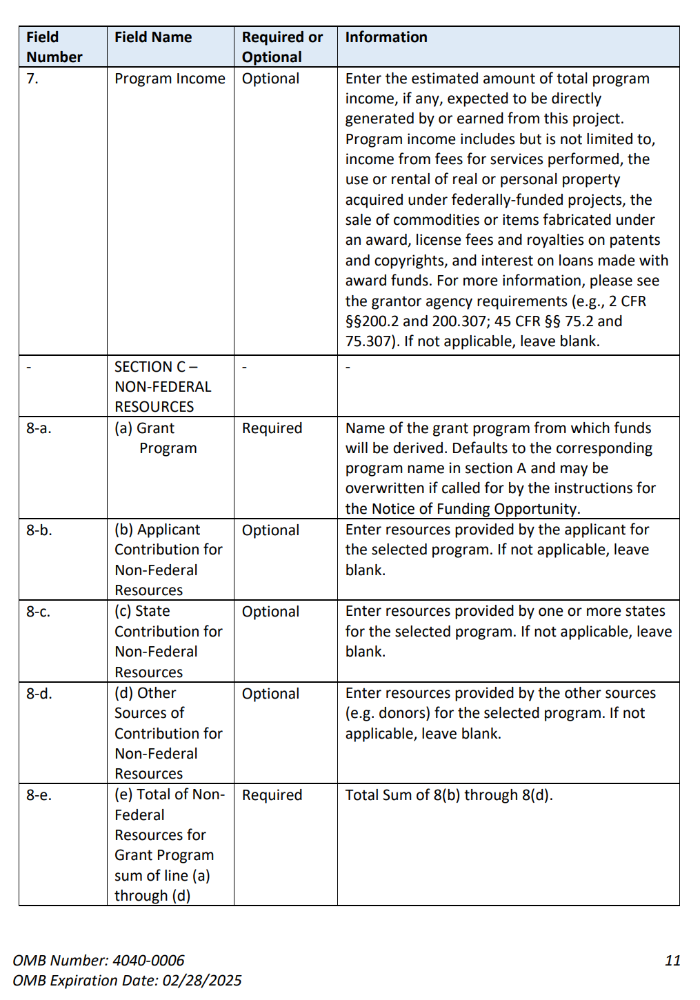 Field Number
Field Name
Required or Optional
Information
7.
Program Income
Optional
Enter the estimated amount of total program
income, if any, expected to be directly
generated by or earned from this project.
Program income includes but is not limited to,
income from fees for services performed, the
use or rental of real or personal property
acquired under federally-funded projects, the
sale of commodities or items fabricated under
an award, license fees and royalties on patents
and copyrights, and interest on loans made with
award funds. For more information, please see
the grantor agency requirements (e.g., 2 CFR
§§200.2 and 200.307; 45 CFR §§ 75.2 and
75.307). If not applicable, leave blank.
-
SECTION C –
NON-FEDERAL
RESOURCES
-
-
8-a.
(a) Grant
Program
Required
Name of the grant program from which funds
will be derived. Defaults to the corresponding
program name in section A and may be
overwritten if called for by the instructions for
the Notice of Funding Opportunity.
8-b.
(b) Applicant
Contribution for
Non-Federal
Resources
Optional
Enter resources provided by the applicant for
the selected program. If not applicable, leave
blank.
8-c.
(c) State
Contribution for
Non-Federal
Resources
Optional
Enter resources provided by one or more states
for the selected program. If not applicable, leave
blank.
8-d.
(d) Other
Sources of
Contribution for
Non-Federal
Resources
Optional
Enter resources provided by the other sources
(e.g. donors) for the selected program. If not
applicable, leave blank.
8-e.
(e) Total of Non-
Federal
Resources for
Grant Program
sum of line (a)
through (d)
Required
Total Sum of 8(b) through 8(d).
OMB Number: 4040-0006
11
OMB Expiration Date: 02/28/2025